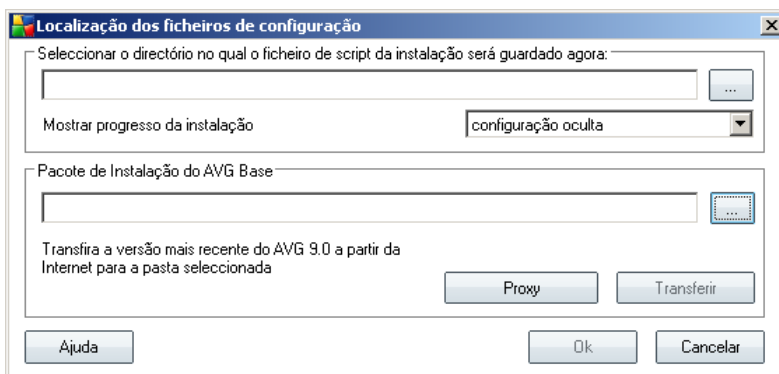 Localização dos ficheiros de configuração
Seleccionar o directório no qual o ficheiro de script da instalação será guardado agora:
...
Mostrar progresso da instalação
configuração oculta
Pacote de Instalação do AVG Base
...
Transfira a versão mais recente do AVG 9.0 a partir da
Internet para a pasta seleccionada
Proxy
Transferir
Ajuda
Ok
Cancelar